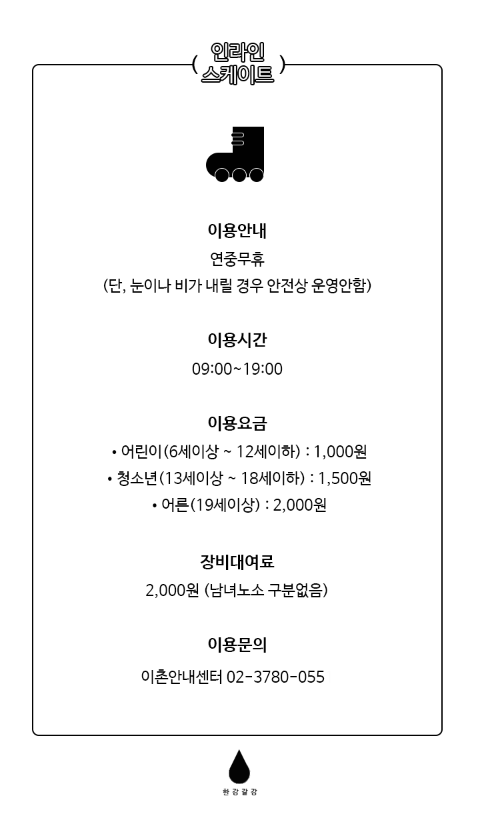 인라인
스케이트
이용안내
연중무휴
(단, 눈이나 비가 내릴 경우 안전상 운영안함)
이용시간
09:00~19:00
이용요금
• 어린이(6세이상 ~ 12세이하) : 1,000원
• 청소년(13세이상 ~ 18세이하) : 1,500원
• 어른(19세이상) : 2,000원
장비대여료
2,000원 (남녀노소 구분없음)
이용문의
이촌안내센터 02-3780-055
한강갈강